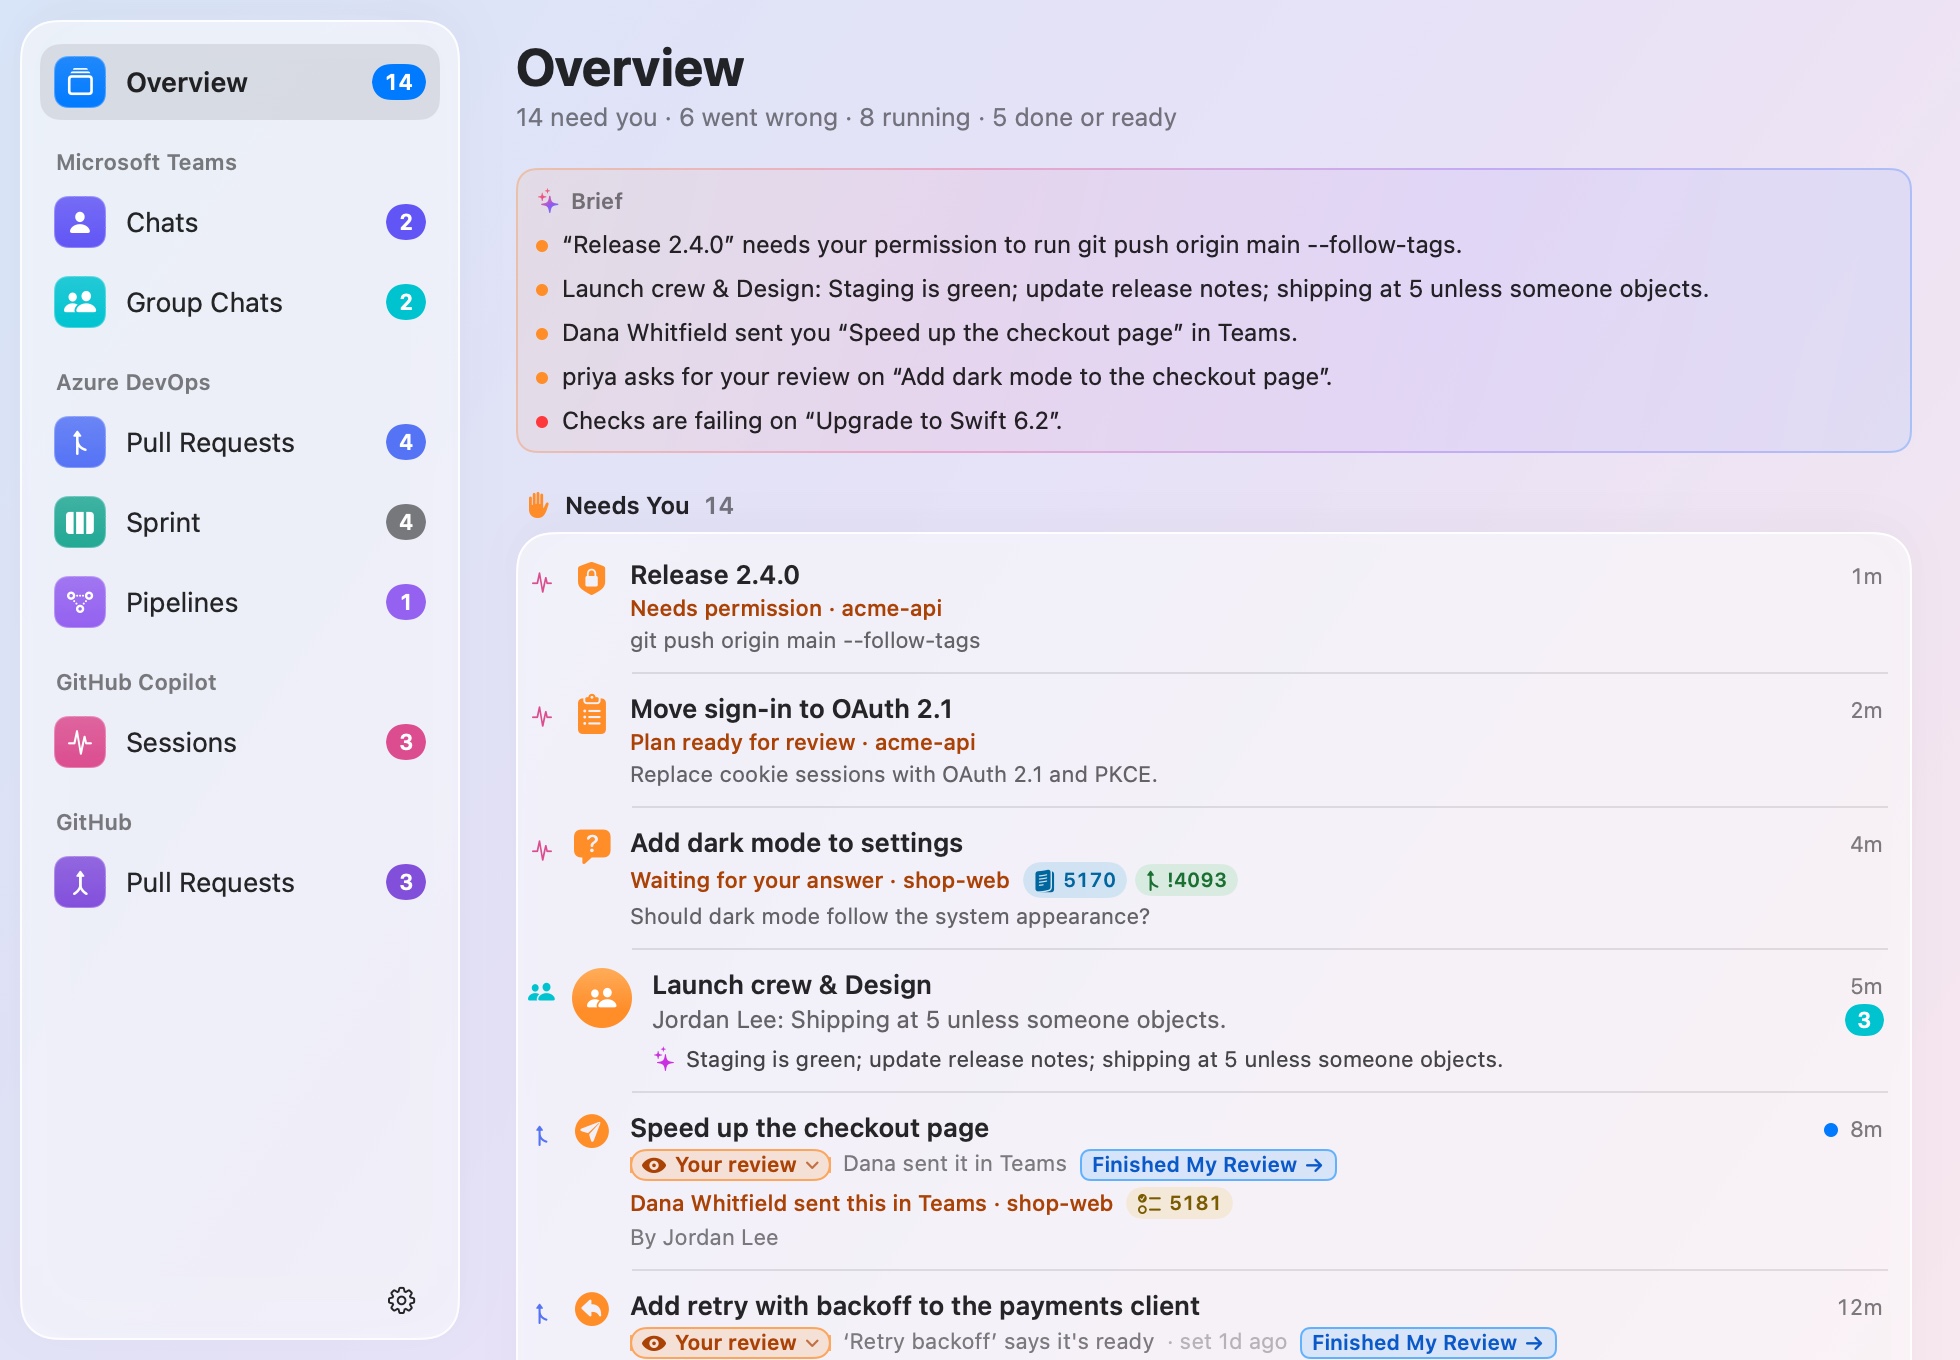 Overview
14
Microsoft Teams
Chats
2
Group Chats
2
Azure DevOps
Pull Requests
4
Sprint
4
Pipelines
1
GitHub Copilot
Sessions
3
GitHub
Pull Requests
3
Overview
14 need you · 6 went wrong · 8 running · 5 done or ready
Brief
“Release 2.4.0” needs your permission to run git push origin main --follow-tags.
Launch crew & Design: Staging is green; update release notes; shipping at 5 unless someone objects.
Dana Whitfield sent you “Speed up the checkout page” in Teams.
priya asks for your review on “Add dark mode to the checkout page”.
Checks are failing on “Upgrade to Swift 6.2”.
Needs You 14
Release 2.4.0
1m
Needs permission · acme-api
git push origin main --follow-tags
Move sign-in to OAuth 2.1
2m
Plan ready for review · acme-api
Replace cookie sessions with OAuth 2.1 and PKCE.
Add dark mode to settings
4m
Waiting for your answer · shop-web 5170 !4093
Should dark mode follow the system appearance?
Launch crew & Design
5m
Jordan Lee: Shipping at 5 unless someone objects.
3
Staging is green; update release notes; shipping at 5 unless someone objects.
Speed up the checkout page
8m
Your review Dana sent it in Teams Finished My Review →
Dana Whitfield sent this in Teams · shop-web 5181
By Jordan Lee
Add retry with backoff to the payments client
12m
Your review ‘Retry backoff’ says it's ready · set 1d ago Finished My Review →